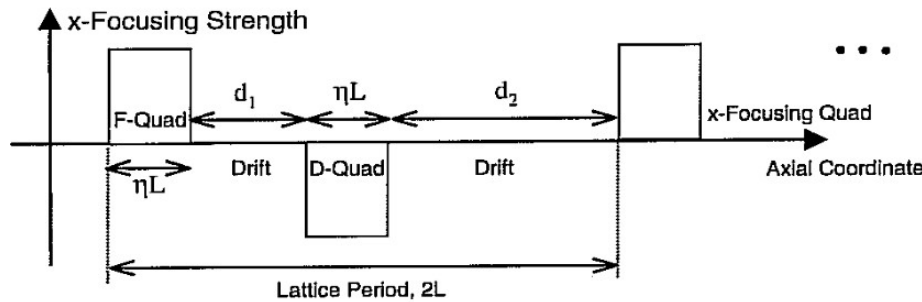 x-Focusing Strength
d₁ ηL d₂
F-Quad x-Focusing Quad
ηL Drift D-Quad Drift Axial Coordinate
Lattice Period, 2L